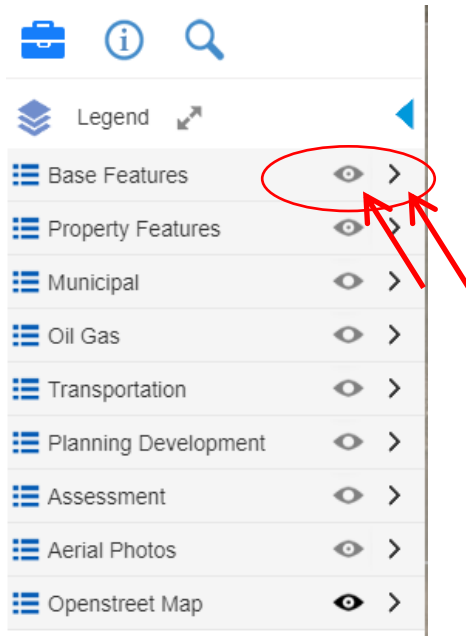 Legend
Base Features
Property Features
Municipal
Oil Gas
Transportation
Planning Development
Assessment
Aerial Photos
Openstreet Map